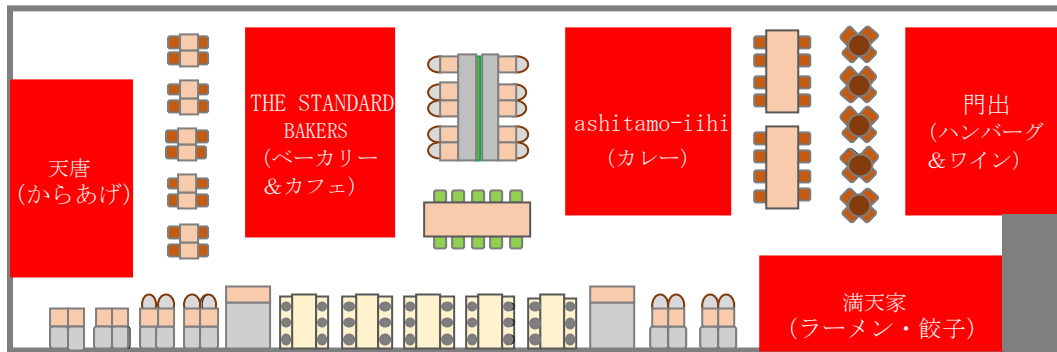 天唐
(からあげ)
THE STANDARD
BAKERS
(ベーカリー
&カフェ)
ashitamo-iihi
(カレー)
門出
(ハンバーグ
&ワイン)
満天家
(ラーメン・餃子)